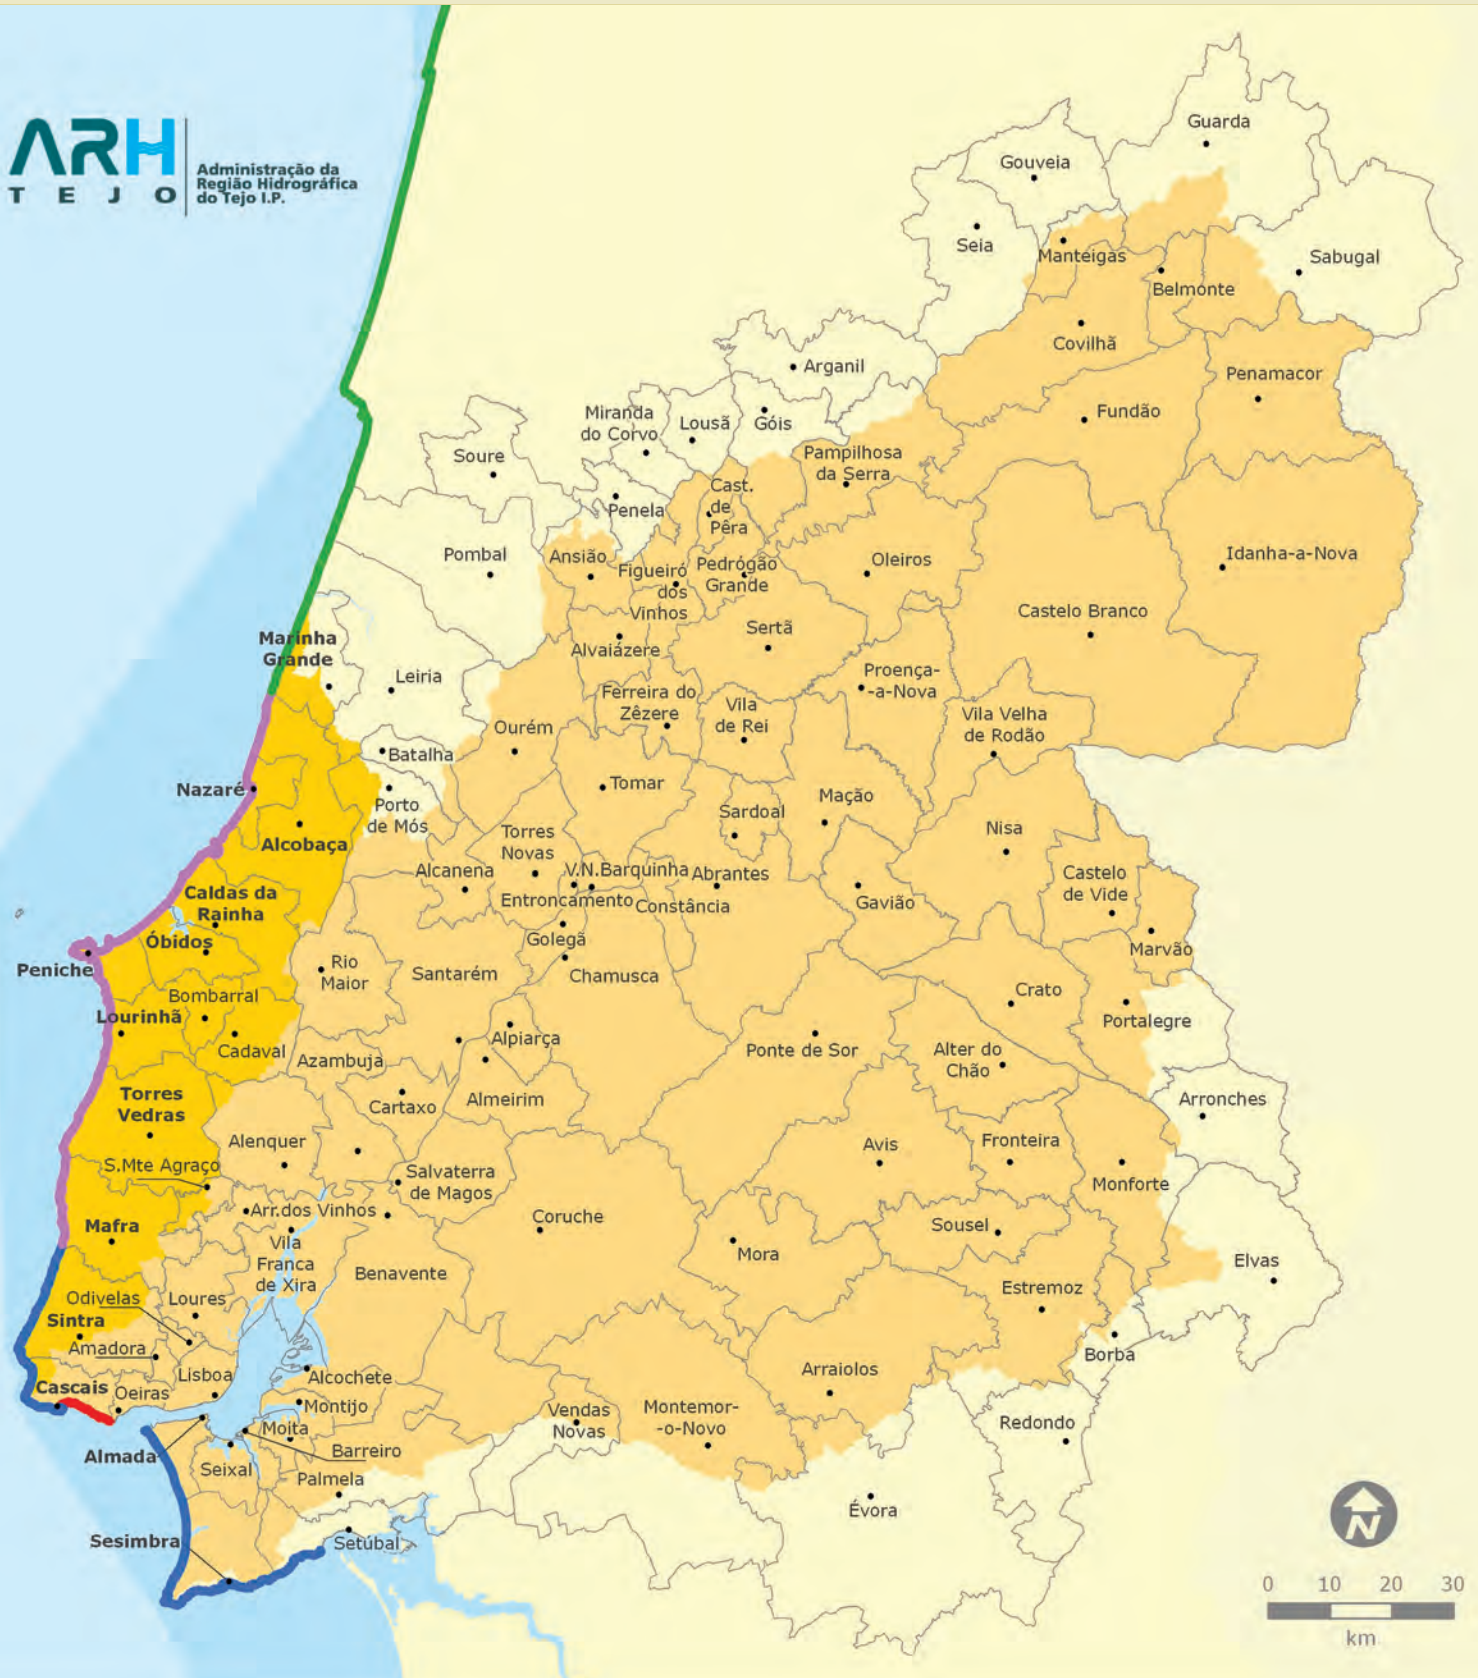 ARH
TEJO
Administração da
Região Hidrográfica
do Tejo I.P.
Guarda
Gouveia
Seia
Sabugal
Manteigas
Belmonte
Covilhã
Arganil
Penamacor
Fundão
Miranda
do Corvo
Lousã
Góis
Soure
Pampilhosa
da Serra
Cast.
de
Pêra
Penela
Pombal
Ansião
Figueiró
dos
Vinhos
Pedrógão
Grande
Oleiros
Idanha-a-Nova
Castelo Branco
Marinha
Grande
Sertã
Alvaiázere
Leiria
Proença-
-a-Nova
Ferreira do
Zêzere
Vila
de Rei
Vila Velha
de Rodão
Ourém
Batalha
Nazaré
Tomar
Porto
de Mós
Mação
Sardoal
Nisa
Alcobaça
Torres
Novas
Alcanena
V.N.Barquinha
Abrantes
Castelo
de Vide
Caldas da
Rainha
Entroncamento
Constância
Gavião
Óbidos
Golegã
Marvão
Peniche
Rio
Maior
Santarém
Chamusca
Bombarral
Crato
Lourinhã
Portalegre
Alpiarça
Cadaval
Azambuja
Ponte de Sor
Alter do
Chão
Torres
Vedras
Cartaxo
Almeirim
Arronches
Alenquer
Avis
Fronteira
S.Mte Agraço
Salvaterra
de Magos
Monforte
Arr.dos Vinhos
Coruche
Mafra
Sousel
Vila
Franca
de Xira
Mora
Benavente
Elvas
Odivelas
Loures
Estremoz
Sintra
Amadora
Borba
Lisboa
Alcochete
Arraiolos
Cascais
Oeiras
Montijo
Vendas
Novas
Montemor-
-o-Novo
Redondo
Moita
Almada
Barreiro
Seixal
Palmela
Évora
Sesimbra
Setúbal
N
0 10 20 30
km